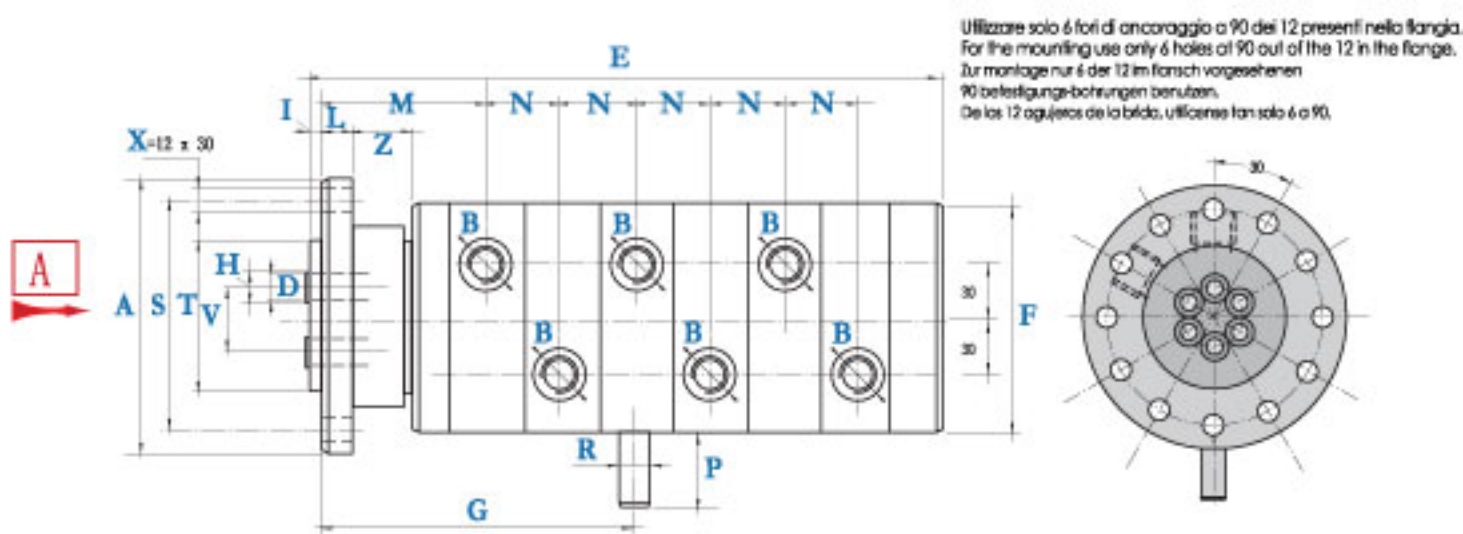 Utilizzare solo 6 fori di ancoraggio a 90 dei 12 presenti nella flangia.
For the mounting use only 6 holes at 90 out of the 12 in the flange.
Zur montage nur 6 der 12 im flansch vorgesehenen
90 befestigungs-bohrungen benutzen.
De los 12 agujeros de la brida, utilicense tan solo 6 a 90.
E
M N N N N N
I L Z
X=12 x 30
30
B B B
A
H D
A S T V
30
F
30
B B B
R P
G